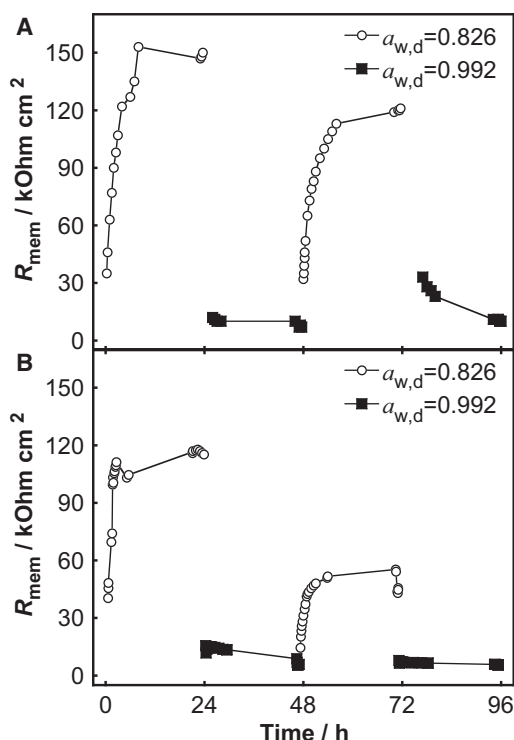 A
150
120
90
60
30
0
R_mem / kOhm cm²
a_w,d=0.826
a_w,d=0.992
B
150
120
90
60
30
0
R_mem / kOhm cm²
a_w,d=0.826
a_w,d=0.992
0 24 48 72 96
Time / h